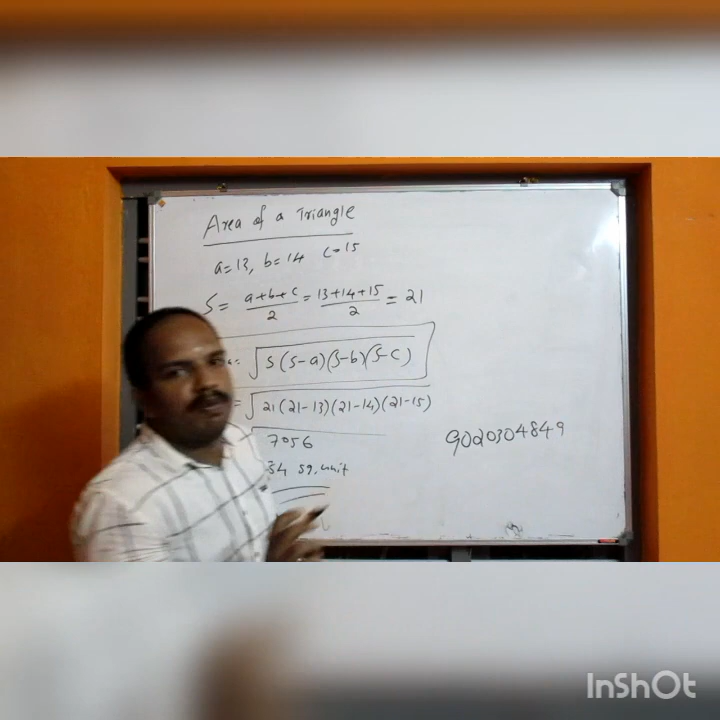 Area of a Triangle
a=13, b=14 c=15
S= a+b+c/2 = 13+14+15/2 = 21
= √S(S-a)(S-b)(S-c)
= √21(21-13)(21-14)(21-15)
√7056
sq.unit
9020304849
InShOt